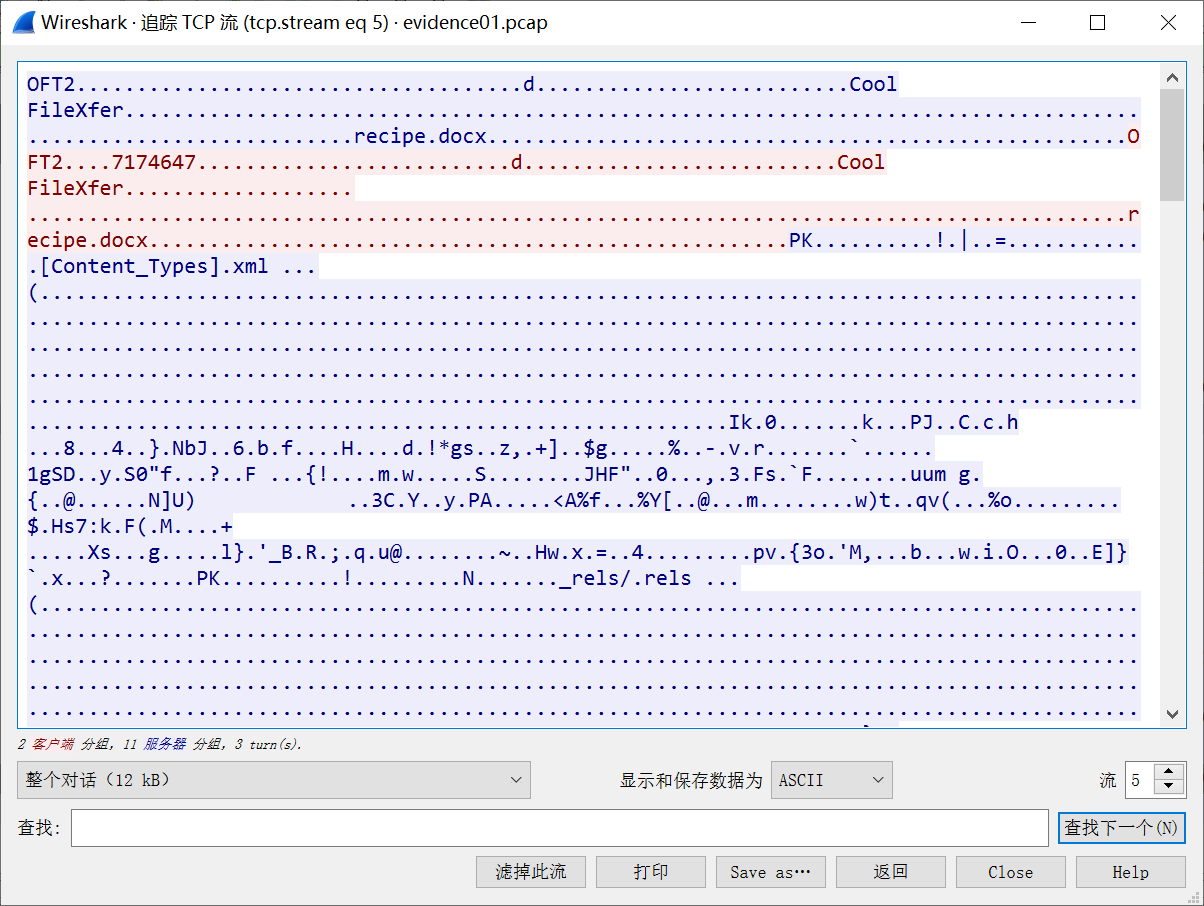 Wireshark · 追踪 TCP 流 (tcp.stream eq 5) · evidence01.pcap
OFT2.....................................d..........................Cool
FileXfer....................................................................................
...........................recipe.docx.....................................................O
FT2....7174647..........................d..........................Cool
FileXfer...................
...........................................................................................r
ecipe.docx.....................................................PK..........!.|..=...........
.[Content_Types].xml ...
(...........................................................................................
............................................................................................
............................................................................................
............................................................................................
............................................................................................
..........................................................Ik.0.......k...PJ..C.c.h
...8...4..}.NbJ..6.b.f....H....d.!*gs..z,.+]..$g.....%..-.v.r.......`......
1gSD..y.S0"f...?..F ...{!....m.w.....S........JHF"..0...,.3.Fs.`F........uum g.
{..@......N]U)             ..3C.Y..y.PA.....<A%f...%Y[..@...m........w)t..qv(...%o.........
$.Hs7:k.F(.M....+
.....Xs...g.....l}.'_B.R.;.q.u@........~..Hw.x.=..4.........pv.{3o.'M,...b...w.i.O...0..E]}
`.x...?.......PK..........!.........N......._rels/.rels ...
(...........................................................................................
............................................................................................
............................................................................................
............................................................................................
............................................................................................
2 客户端 分组, 11 服务器 分组, 3 turn(s).
整个对话 (12 kB)
显示和保存数据为 ASCII
流 5
查找:
查找下一个(N)
滤掉此流
打印
Save as…
返回
Close
Help